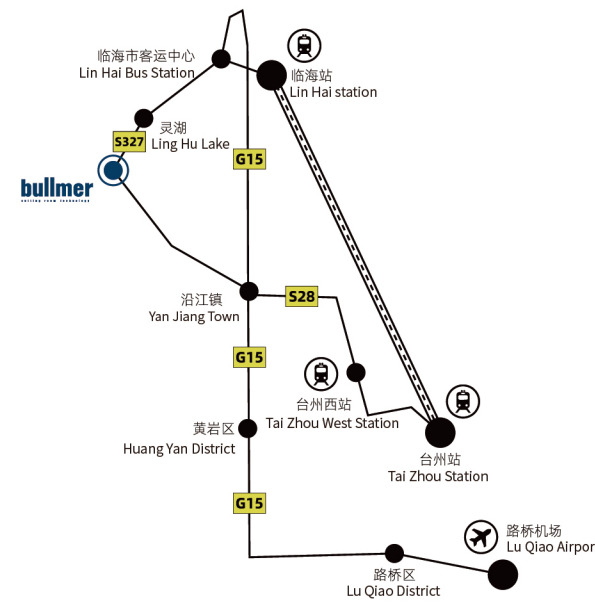 临海市客运中心
Lin Hai Bus Station
临海站
Lin Hai station
灵湖
Ling Hu Lake
S327
G15
bullmer
cutting room technology
沿江镇
Yan Jiang Town
S28
G15
台州西站
Tai Zhou West Station
黄岩区
Huang Yan District
台州站
Tai Zhou Station
G15
路桥机场
Lu Qiao Airpor
路桥区
Lu Qiao District